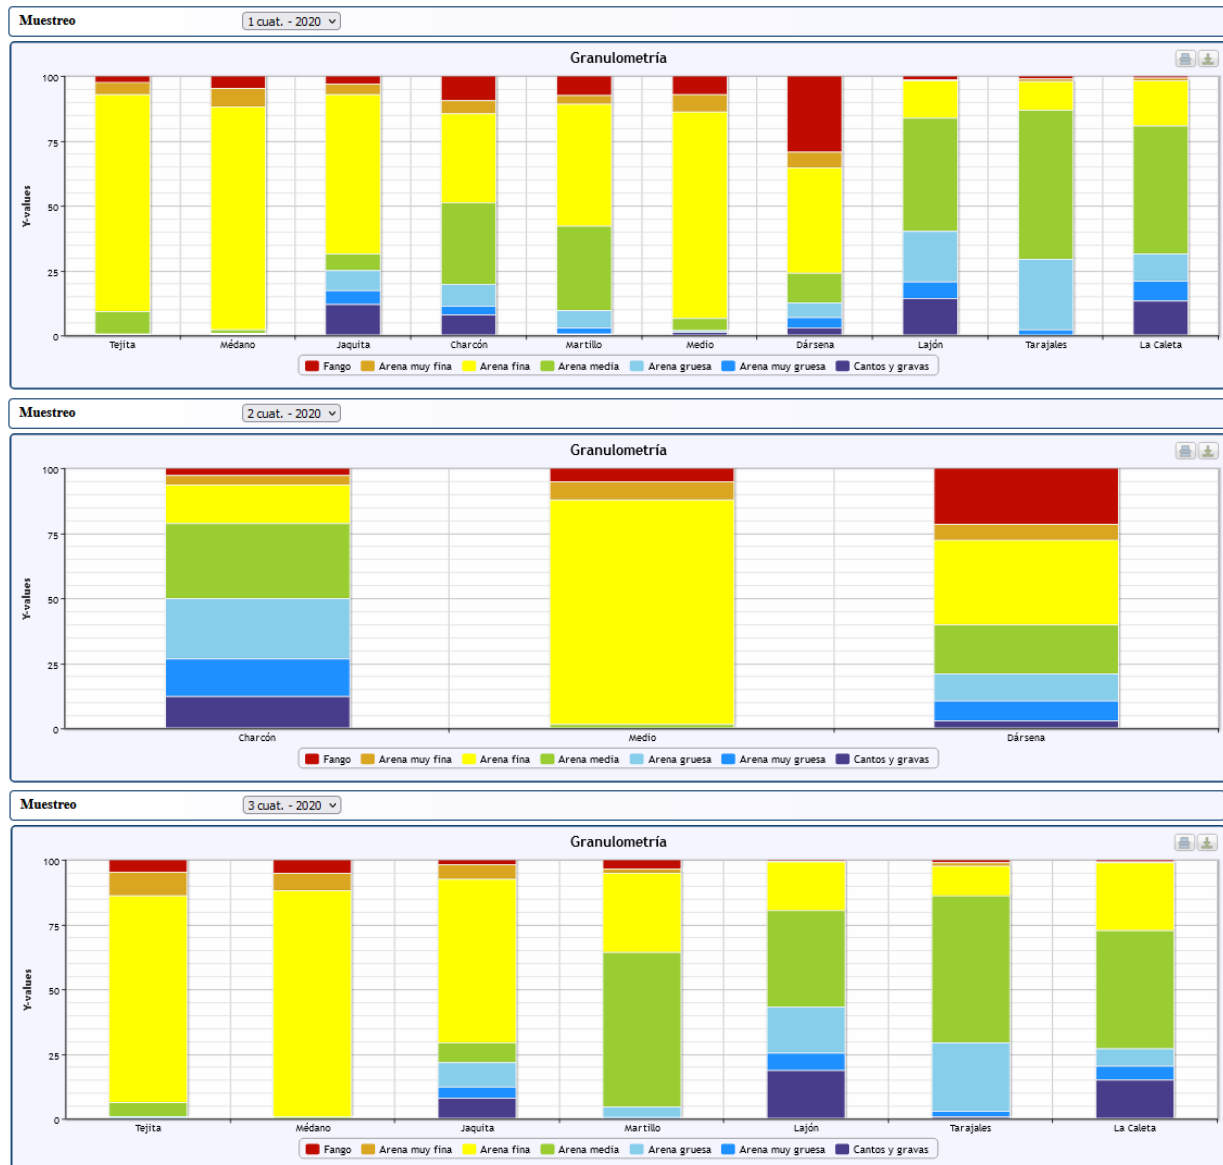 Muestreo 1 cuat. - 2020
Granulometría
100
75
50
25
0
Y-values
Tejita Médano Jaquita Charcón Martillo Medio Dársena Lajón Tarajales La Caleta
Fango Arena muy fina Arena fina Arena media Arena gruesa Arena muy gruesa Cantos y gravas
Muestreo 2 cuat. - 2020
Granulometría
100
75
50
25
0
Y-values
Charcón Medio Dársena
Fango Arena muy fina Arena fina Arena media Arena gruesa Arena muy gruesa Cantos y gravas
Muestreo 3 cuat. - 2020
Granulometría
100
75
50
25
0
Y-values
Tejita Médano Jaquita Martillo Lajón Tarajales La Caleta
Fango Arena muy fina Arena fina Arena media Arena gruesa Arena muy gruesa Cantos y gravas